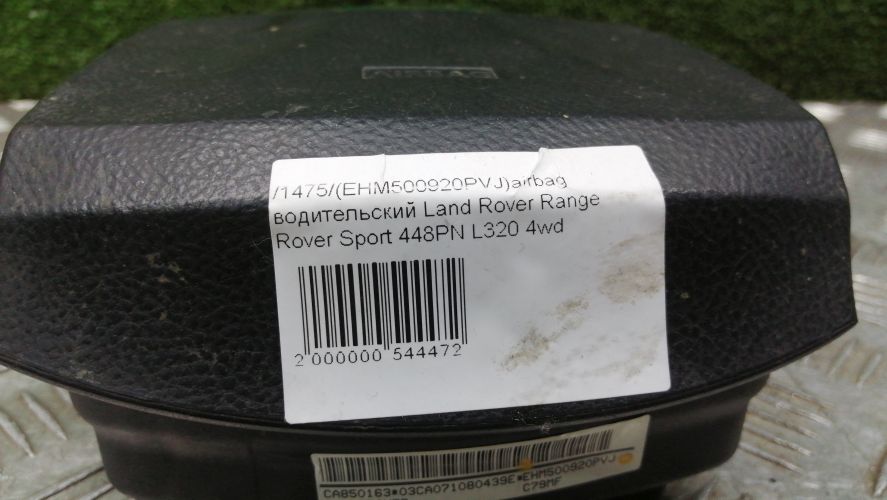 AIRBAG
/1475/(EHM500920PVJ)airbag
водительский Land Rover Range
Rover Sport 448PN L320 4wd
2 000000 544472
CA850163*03CA071080439E*EHM500920PVJ
C79MF